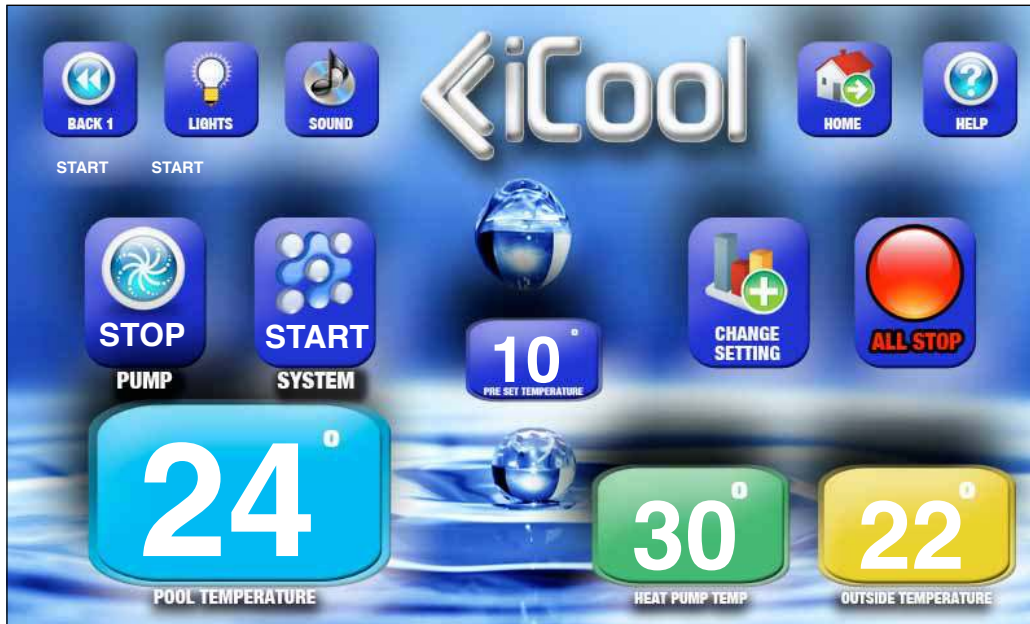 iCool
BACK 1
LIGHTS
SOUND
HOME
HELP
START
START
STOP
PUMP
START
SYSTEM
10°
PRE SET TEMPERATURE
CHANGE
SETTING
ALL STOP
24°
POOL TEMPERATURE
30°
HEAT PUMP TEMP
22°
OUTSIDE TEMPERATURE